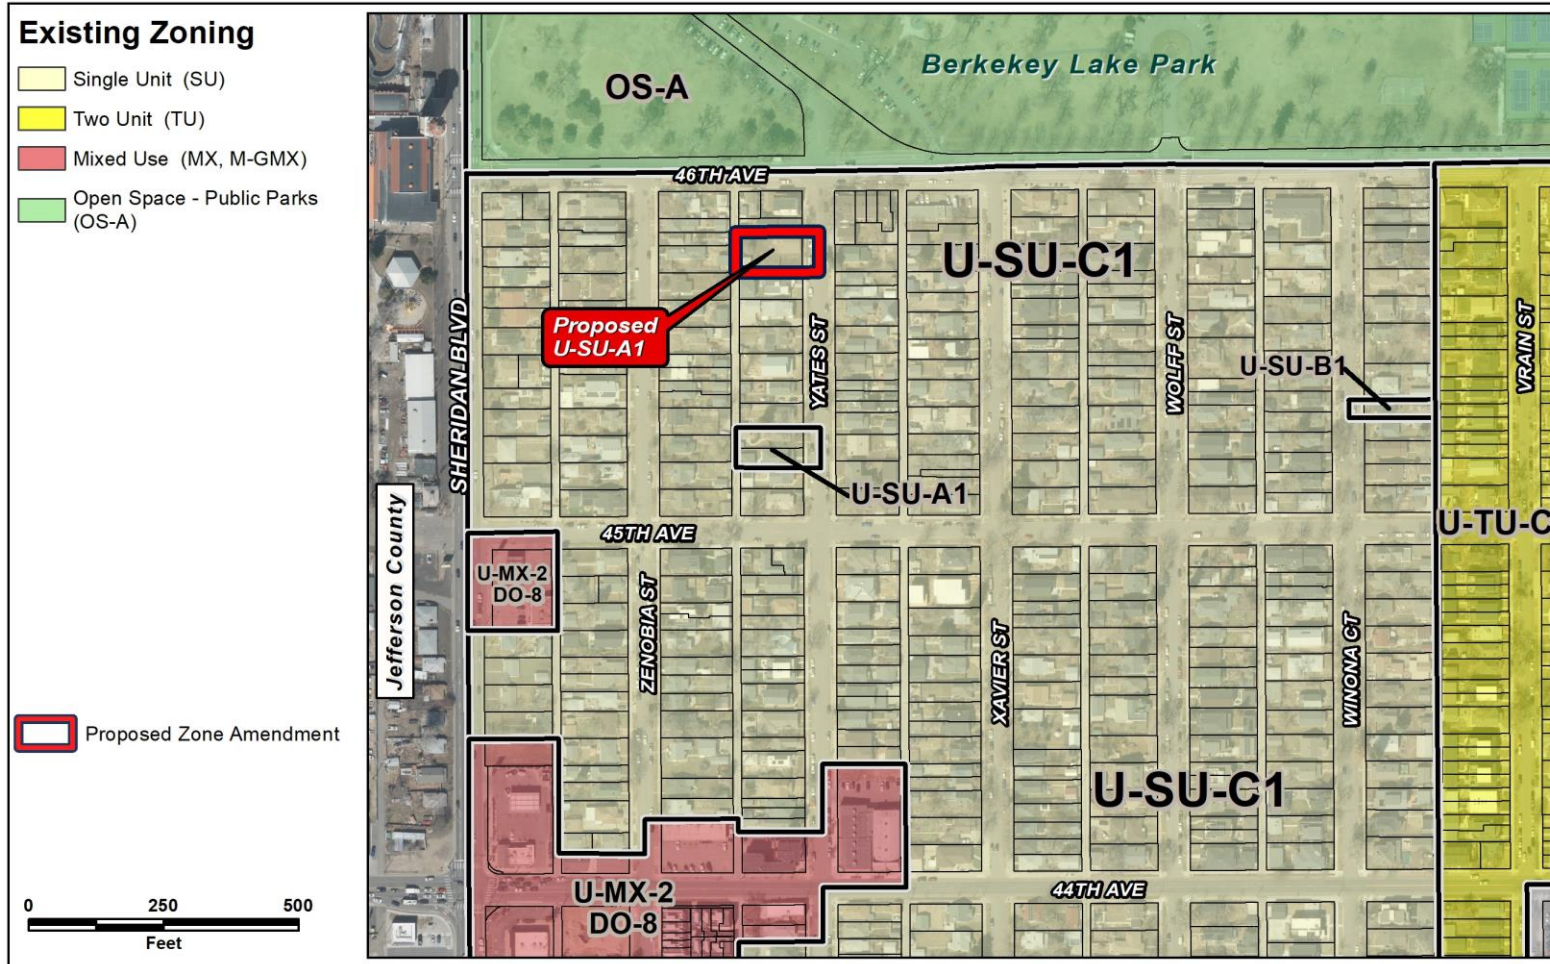 Existing Zoning
Single Unit (SU)
Two Unit (TU)
Mixed Use (MX, M-GMX)
Open Space - Public Parks
(OS-A)
Proposed Zone Amendment
0 250 500
Feet
OS-A
Berkekey Lake Park
46TH AVE
U-SU-C1
Proposed
U-SU-A1
SHERIDAN BLVD
YATES ST
WOLFF ST
VRAIN ST
U-SU-B1
U-SU-A1
Jefferson County
45TH AVE
U-TU-C
U-MX-2
DO-8
ZENOBIA ST
XAVIER ST
WINONA CT
U-SU-C1
44TH AVE
U-MX-2
DO-8